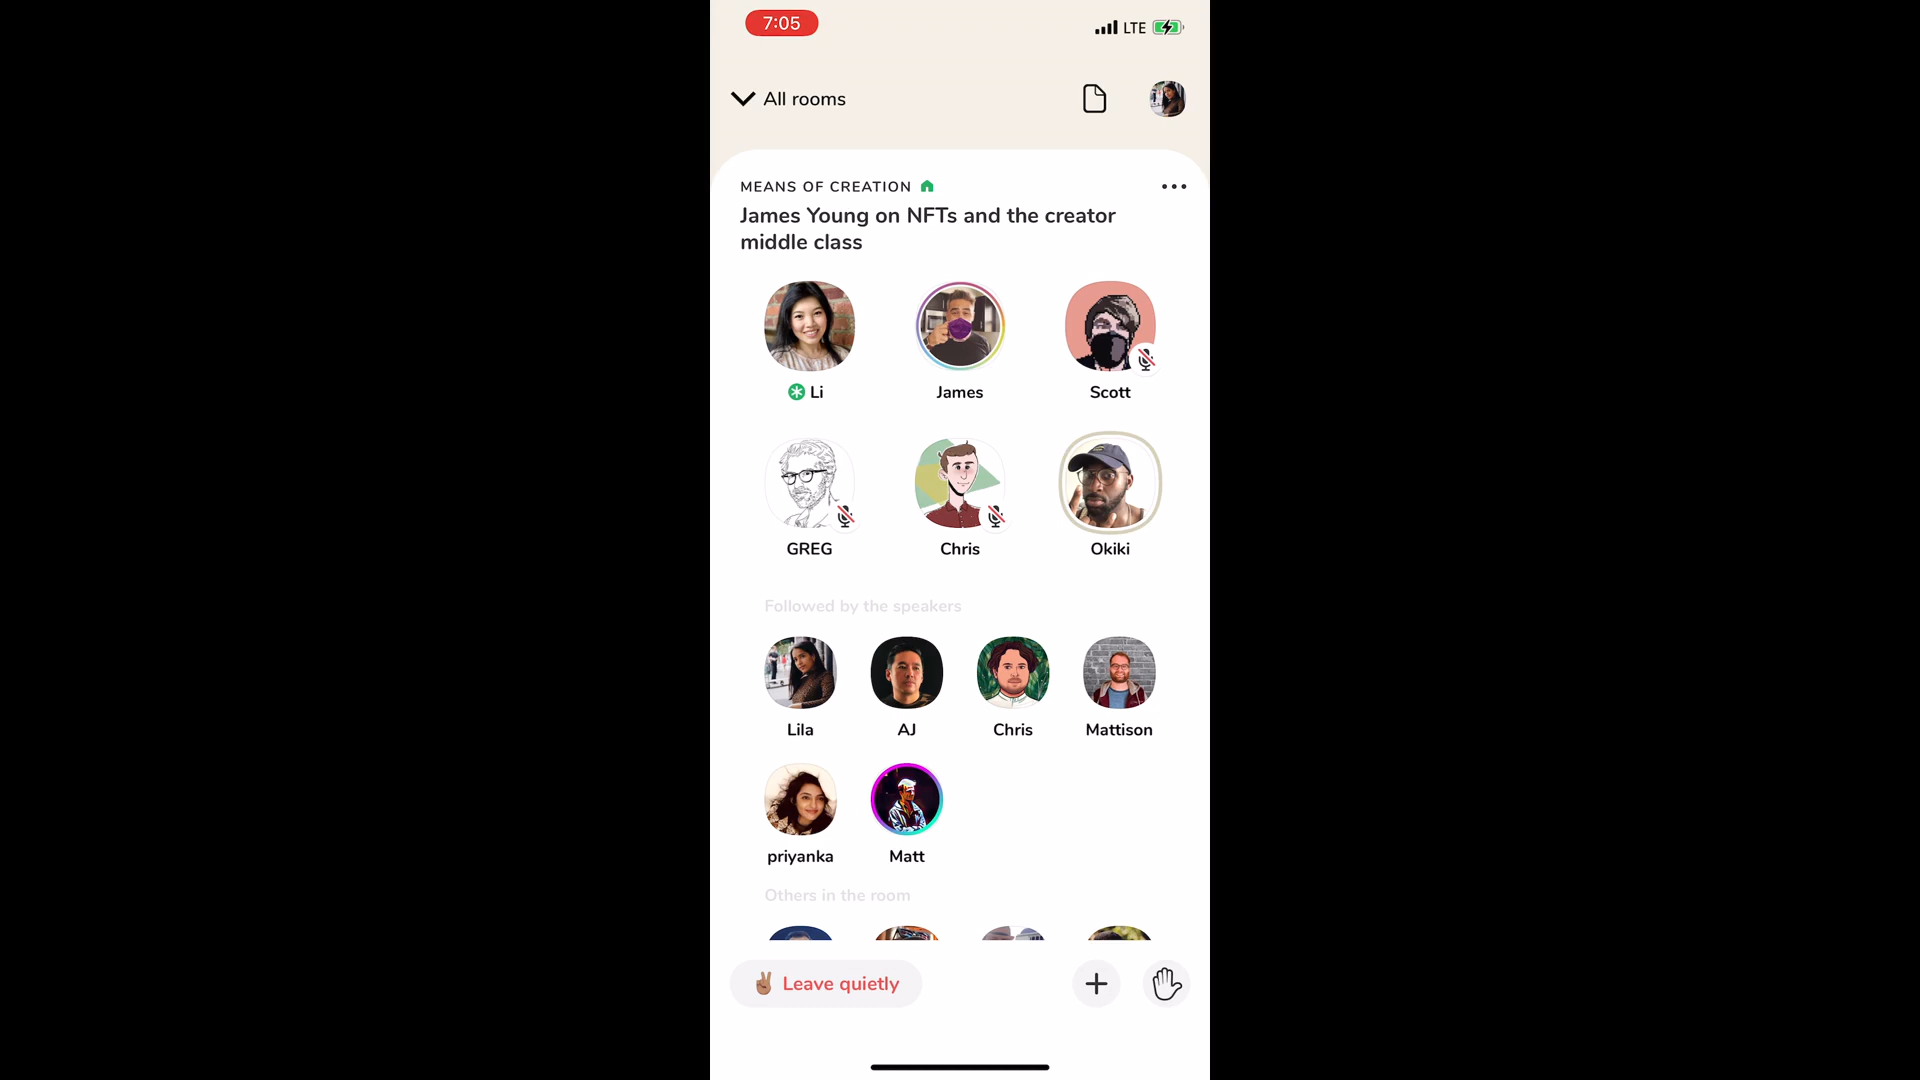 7:05
LTE
All rooms
MEANS OF CREATION
James Young on NFTs and the creator
middle class
Li
James
Scott
GREG
Chris
Okiki
Followed by the speakers
Lila
AJ
Chris
Mattison
priyanka
Matt
Others in the room
Leave quietly